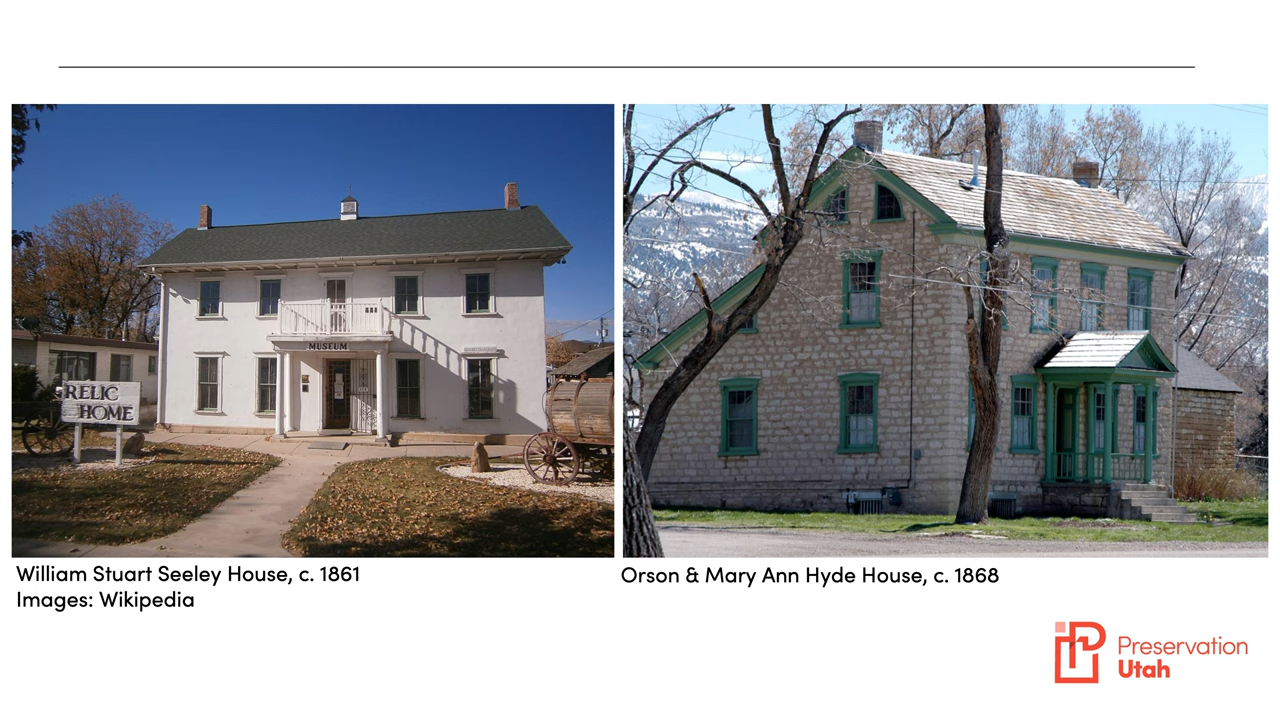 MUSEUM
RELIC
HOME
William Stuart Seeley House, c. 1861
Images: Wikipedia
Orson & Mary Ann Hyde House, c. 1868
Preservation
Utah